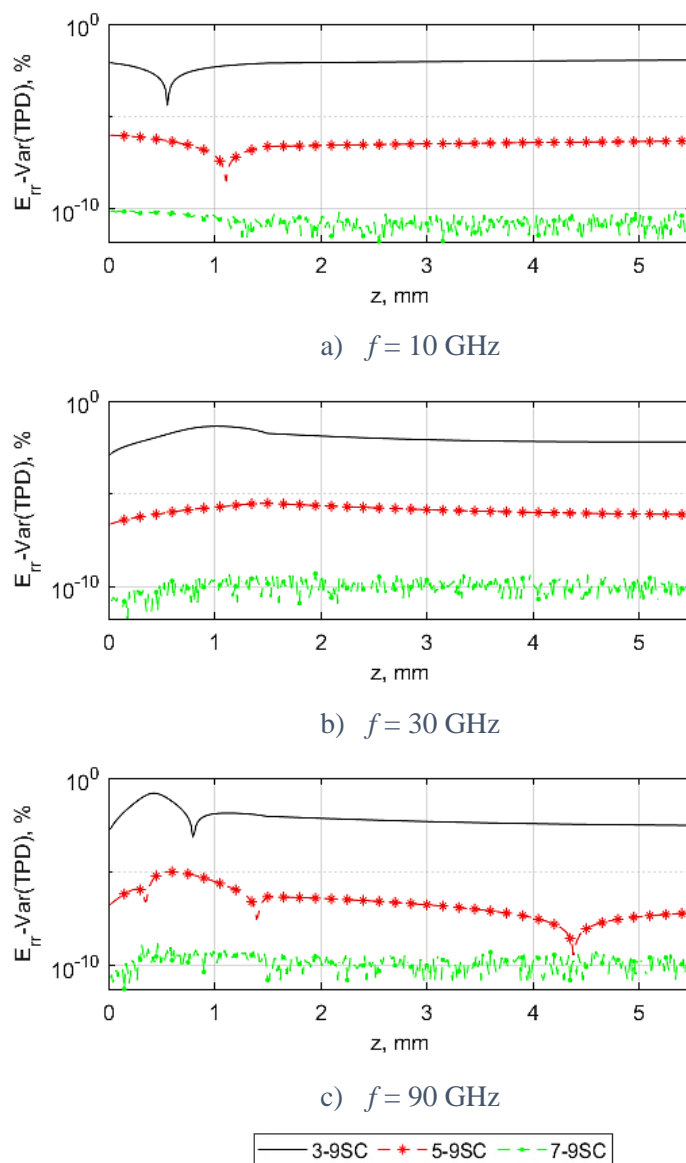 10^0
10^-10
E_rr-Var(TPD), %
0 1 2 3 4 5
z, mm
a) f = 10 GHz
10^0
10^-10
E_rr-Var(TPD), %
0 1 2 3 4 5
z, mm
b) f = 30 GHz
10^0
10^-10
E_rr-Var(TPD), %
0 1 2 3 4 5
z, mm
c) f = 90 GHz
3-9SC 5-9SC 7-9SC